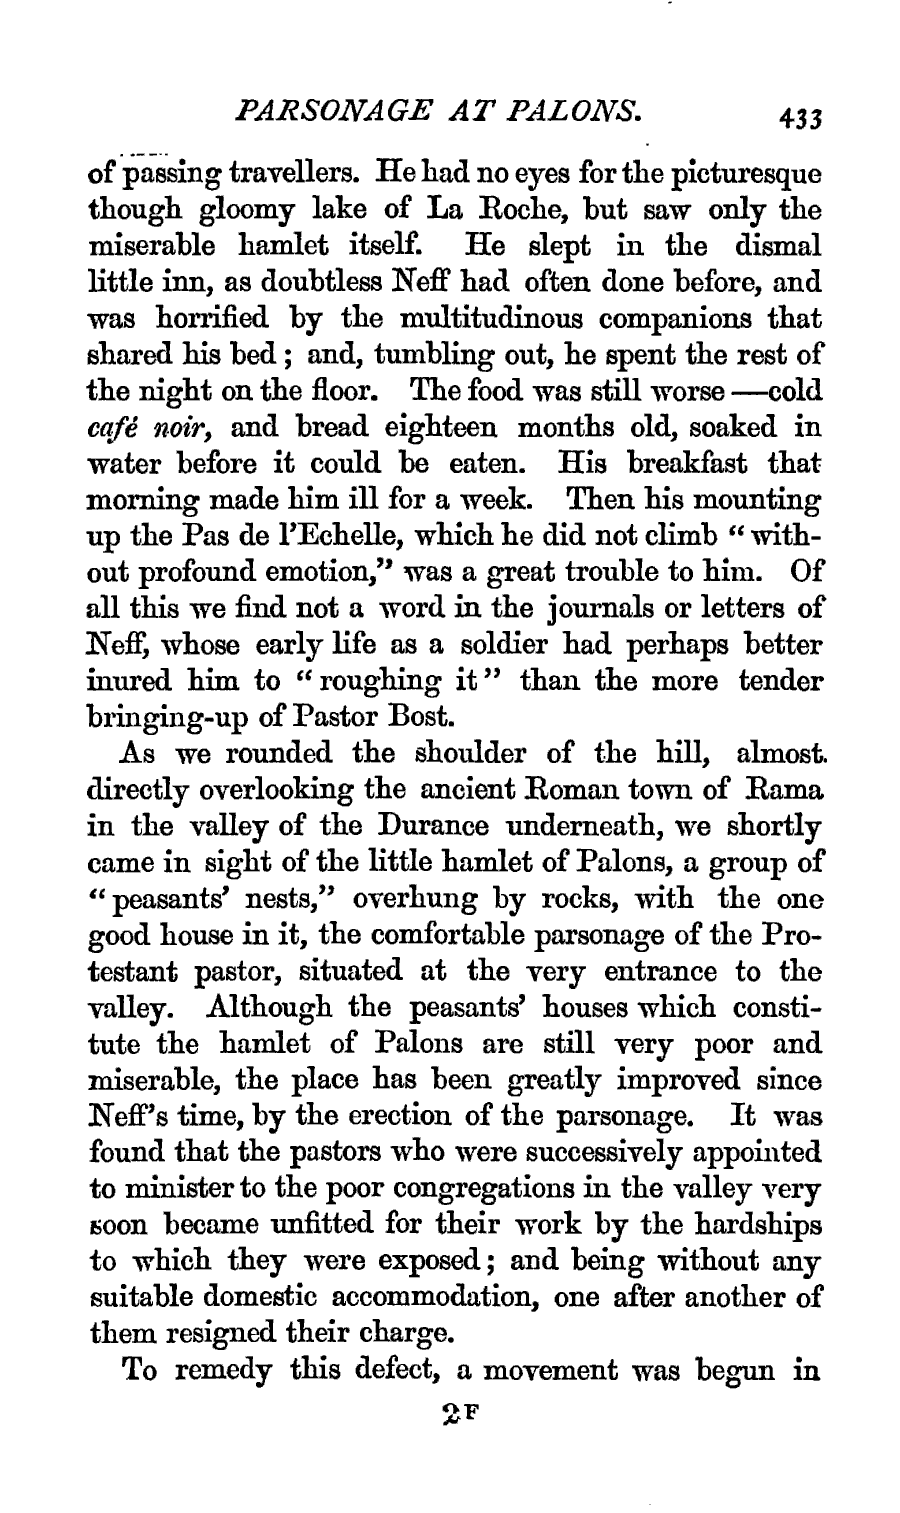 PARSONAGE AT PALONS. 433
of passing travellers. He had no eyes for the picturesque
though gloomy lake of La Roche, but saw only the
miserable hamlet itself. He slept in the dismal
little inn, as doubtless Neff had often done before, and
was horrified by the multitudinous companions that
shared his bed ; and, tumbling out, he spent the rest of
the night on the floor. The food was still worse —cold
café noir, and bread eighteen months old, soaked in
water before it could be eaten. His breakfast that
morning made him ill for a week. Then his mounting
up the Pas de l'Echelle, which he did not climb “ with-
out profound emotion,” was a great trouble to him. Of
all this we find not a word in the journals or letters of
Neff, whose early life as a soldier had perhaps better
inured him to “ roughing it ” than the more tender
bringing-up of Pastor Bost.
As we rounded the shoulder of the hill, almost
directly overlooking the ancient Roman town of Rama
in the valley of the Durance underneath, we shortly
came in sight of the little hamlet of Palons, a group of
“ peasants' nests,” overhung by rocks, with the one
good house in it, the comfortable parsonage of the Pro-
testant pastor, situated at the very entrance to the
valley. Although the peasants' houses which consti-
tute the hamlet of Palons are still very poor and
miserable, the place has been greatly improved since
Neff's time, by the erection of the parsonage. It was
found that the pastors who were successively appointed
to minister to the poor congregations in the valley very
soon became unfitted for their work by the hardships
to which they were exposed ; and being without any
suitable domestic accommodation, one after another of
them resigned their charge.
To remedy this defect, a movement was begun in
2 F